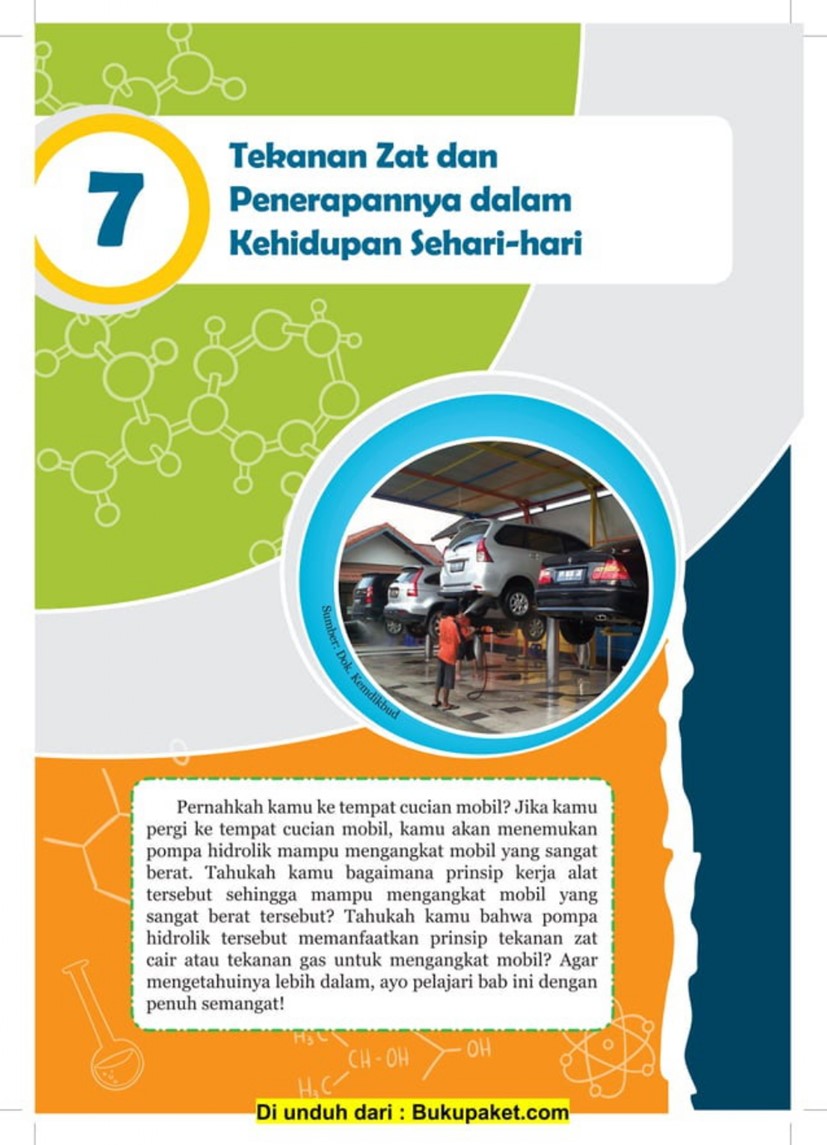 7
Tekanan Zat dan
Penerapannya dalam
Kehidupan Sehari-hari
Sumber: Dok. Kemdikbud
Pernahkah kamu ke tempat cucian mobil? Jika kamu
pergi ke tempat cucian mobil, kamu akan menemukan
pompa hidrolik mampu mengangkat mobil yang sangat
berat. Tahukah kamu bagaimana prinsip kerja alat
tersebut sehingga mampu mengangkat mobil yang
sangat berat tersebut? Tahukah kamu bahwa pompa
hidrolik tersebut memanfaatkan prinsip tekanan zat
cair atau tekanan gas untuk mengangkat mobil? Agar
mengetahuinya lebih dalam, ayo pelajari bab ini dengan
penuh semangat!
H₃C
CH - OH
OH
H₃C
Di unduh dari : Bukupaket.com